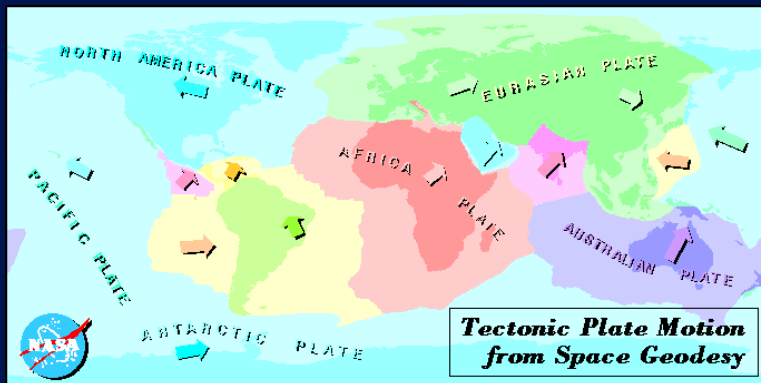 NORTH AMERICA PLATE
EURASIAN PLATE
AFRICA PLATE
PACIFIC PLATE
AUSTRALIAN PLATE
ANTARCTIC PLATE
NASA
Tectonic Plate Motion
from Space Geodesy